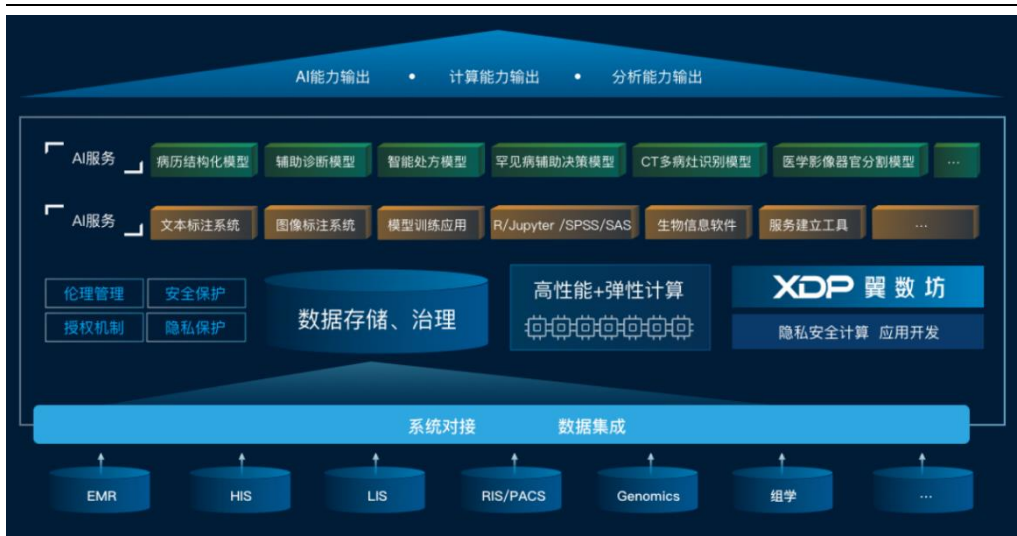 AI能力输出 • 计算能力输出 • 分析能力输出
AI服务 病历结构化模型 辅助诊断模型 智能处方模型 罕见病辅助决策模型 CT多病灶识别模型 医学影像器官分割模型 ...
AI服务 文本标注系统 图像标注系统 模型训练应用 R/Jupyter /SPSS/SAS 生物信息软件 服务建立工具 ...
伦理管理 安全保护
授权机制 隐私保护
数据存储、治理
高性能+弹性计算
XDP 翼数坊
隐私安全计算 应用开发
系统对接 数据集成
EMR HIS LIS RIS/PACS Genomics 组学 ...